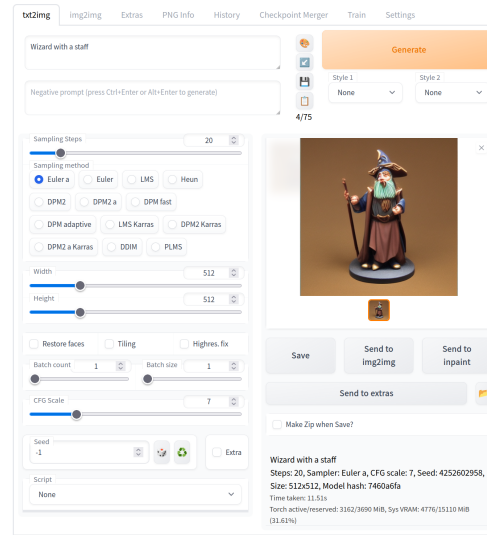 txt2img img2img Extras PNG Info History Checkpoint Merger Train Settings
Wizard with a staff
Generate
Style 1 Style 2
None None
Negative prompt (press Ctrl+Enter or Alt+Enter to generate)
4/75
Sampling Steps 20
Sampling method
Euler a Euler LMS Heun
DPM2 DPM2 a DPM fast
DPM adaptive LMS Karras DPM2 Karras
DPM2 a Karras DDIM PLMS
Width 512
Height 512
Restore faces Tiling Highres. fix
Batch count 1 Batch size 1
CFG Scale 7
Seed
-1
Extra
Script
None
Save Send to img2img Send to inpaint
Send to extras
Make Zip when Save?
Wizard with a staff
Steps: 20, Sampler: Euler a, CFG scale: 7, Seed: 4252602958,
Size: 512x512, Model hash: 7460a6fa
Time taken: 11.51s
Torch active/reserved: 3162/3690 MiB, Sys VRAM: 4776/15110 MiB
(31.61%)